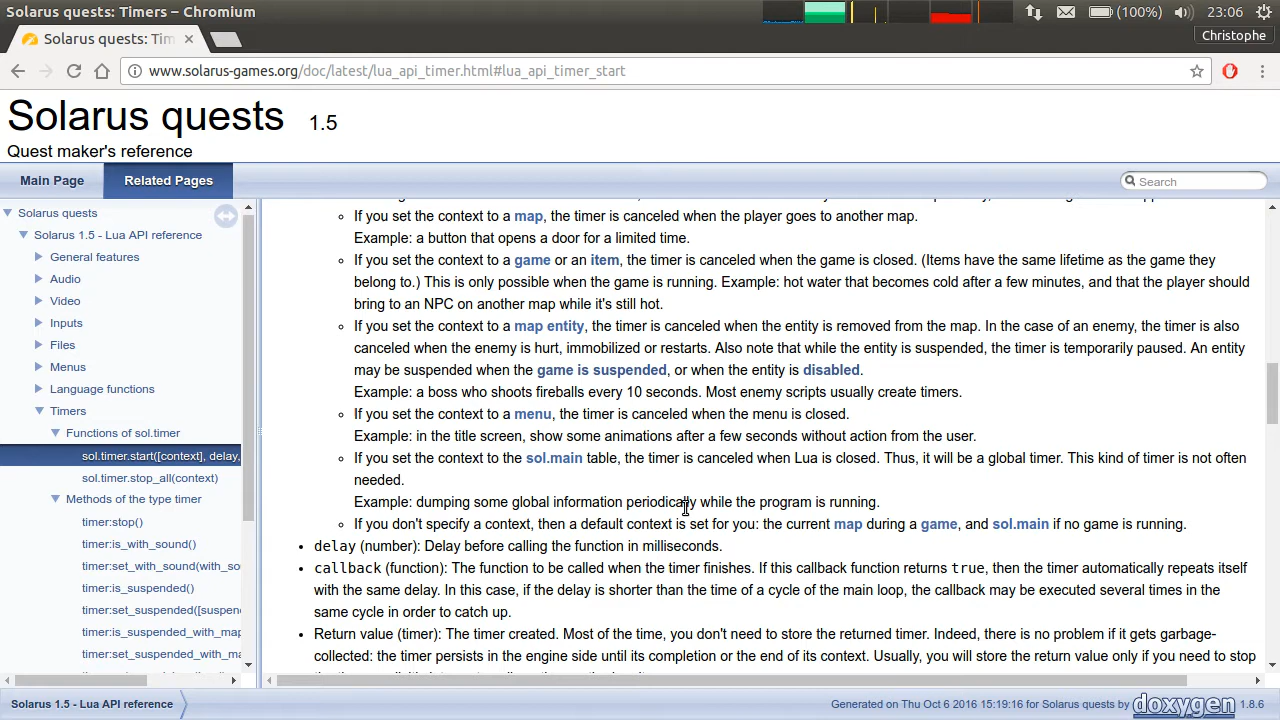 Solarus quests: Timers – Chromium
(100%)
23:06
Solarus quests: Tim
Christophe
www.solarus-games.org/doc/latest/lua_api_timer.html#lua_api_timer_start
Solarus quests 1.5
Quest maker's reference
Main Page
Related Pages
Search
Solarus quests
Solarus 1.5 - Lua API reference
General features
Audio
Video
Inputs
Files
Menus
Language functions
Timers
Functions of sol.timer
sol.timer.start([context], delay,
sol.timer.stop_all(context)
Methods of the type timer
timer:stop()
timer:is_with_sound()
timer:set_with_sound(with_so
timer:is_suspended()
timer:set_suspended([suspen
timer:is_suspended_with_map
timer:set_suspended_with_ma
If you set the context to a map, the timer is canceled when the player goes to another map.
Example: a button that opens a door for a limited time.
If you set the context to a game or an item, the timer is canceled when the game is closed. (Items have the same lifetime as the game they
belong to.) This is only possible when the game is running. Example: hot water that becomes cold after a few minutes, and that the player should
bring to an NPC on another map while it's still hot.
If you set the context to a map entity, the timer is canceled when the entity is removed from the map. In the case of an enemy, the timer is also
canceled when the enemy is hurt, immobilized or restarts. Also note that while the entity is suspended, the timer is temporarily paused. An entity
may be suspended when the game is suspended, or when the entity is disabled.
Example: a boss who shoots fireballs every 10 seconds. Most enemy scripts usually create timers.
If you set the context to a menu, the timer is canceled when the menu is closed.
Example: in the title screen, show some animations after a few seconds without action from the user.
If you set the context to the sol.main table, the timer is canceled when Lua is closed. Thus, it will be a global timer. This kind of timer is not often
needed.
Example: dumping some global information periodically while the program is running.
If you don't specify a context, then a default context is set for you: the current map during a game, and sol.main if no game is running.
delay (number): Delay before calling the function in milliseconds.
callback (function): The function to be called when the timer finishes. If this callback function returns true, then the timer automatically repeats itself
with the same delay. In this case, if the delay is shorter than the time of a cycle of the main loop, the callback may be executed several times in the
same cycle in order to catch up.
Return value (timer): The timer created. Most of the time, you don't need to store the returned timer. Indeed, there is no problem if it gets garbage-
collected: the timer persists in the engine side until its completion or the end of its context. Usually, you will store the return value only if you need to stop
Solarus 1.5 - Lua API reference
Generated on Thu Oct 6 2016 15:19:16 for Solarus quests by doxygen 1.8.6